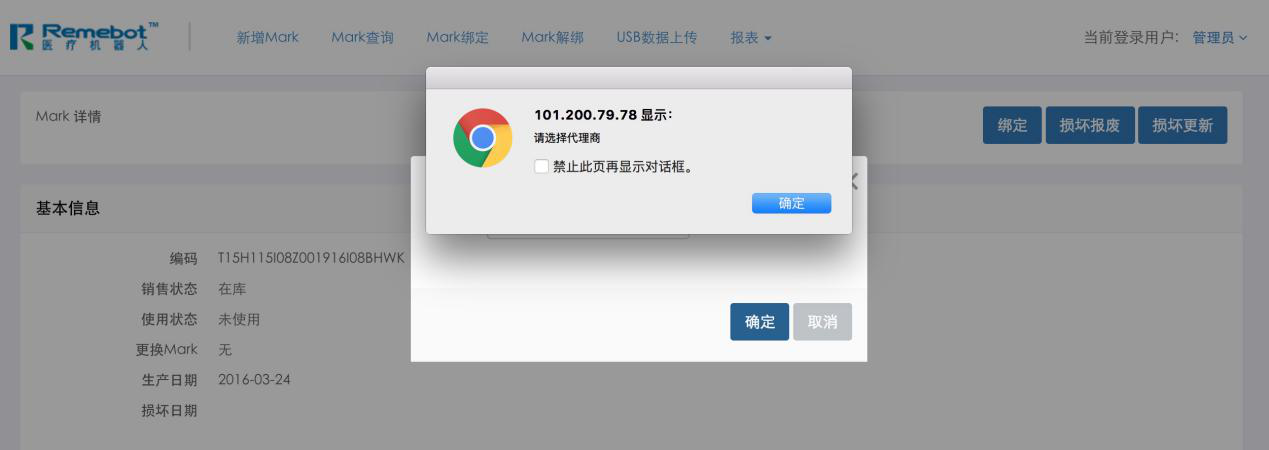 Remebot™
医疗机器人
新增Mark Mark查询 Mark绑定 Mark解绑 USB数据上传 报表
当前登录用户: 管理员
Mark 详情
绑定 损坏报废 损坏更新
101.200.79.78 显示:
请选择代理商
禁止此页再显示对话框。
确定
基本信息
编码 T15H115I08Z001916I08BHWK
销售状态 在库
使用状态 未使用
确定 取消
更换Mark 无
生产日期 2016-03-24
损坏日期